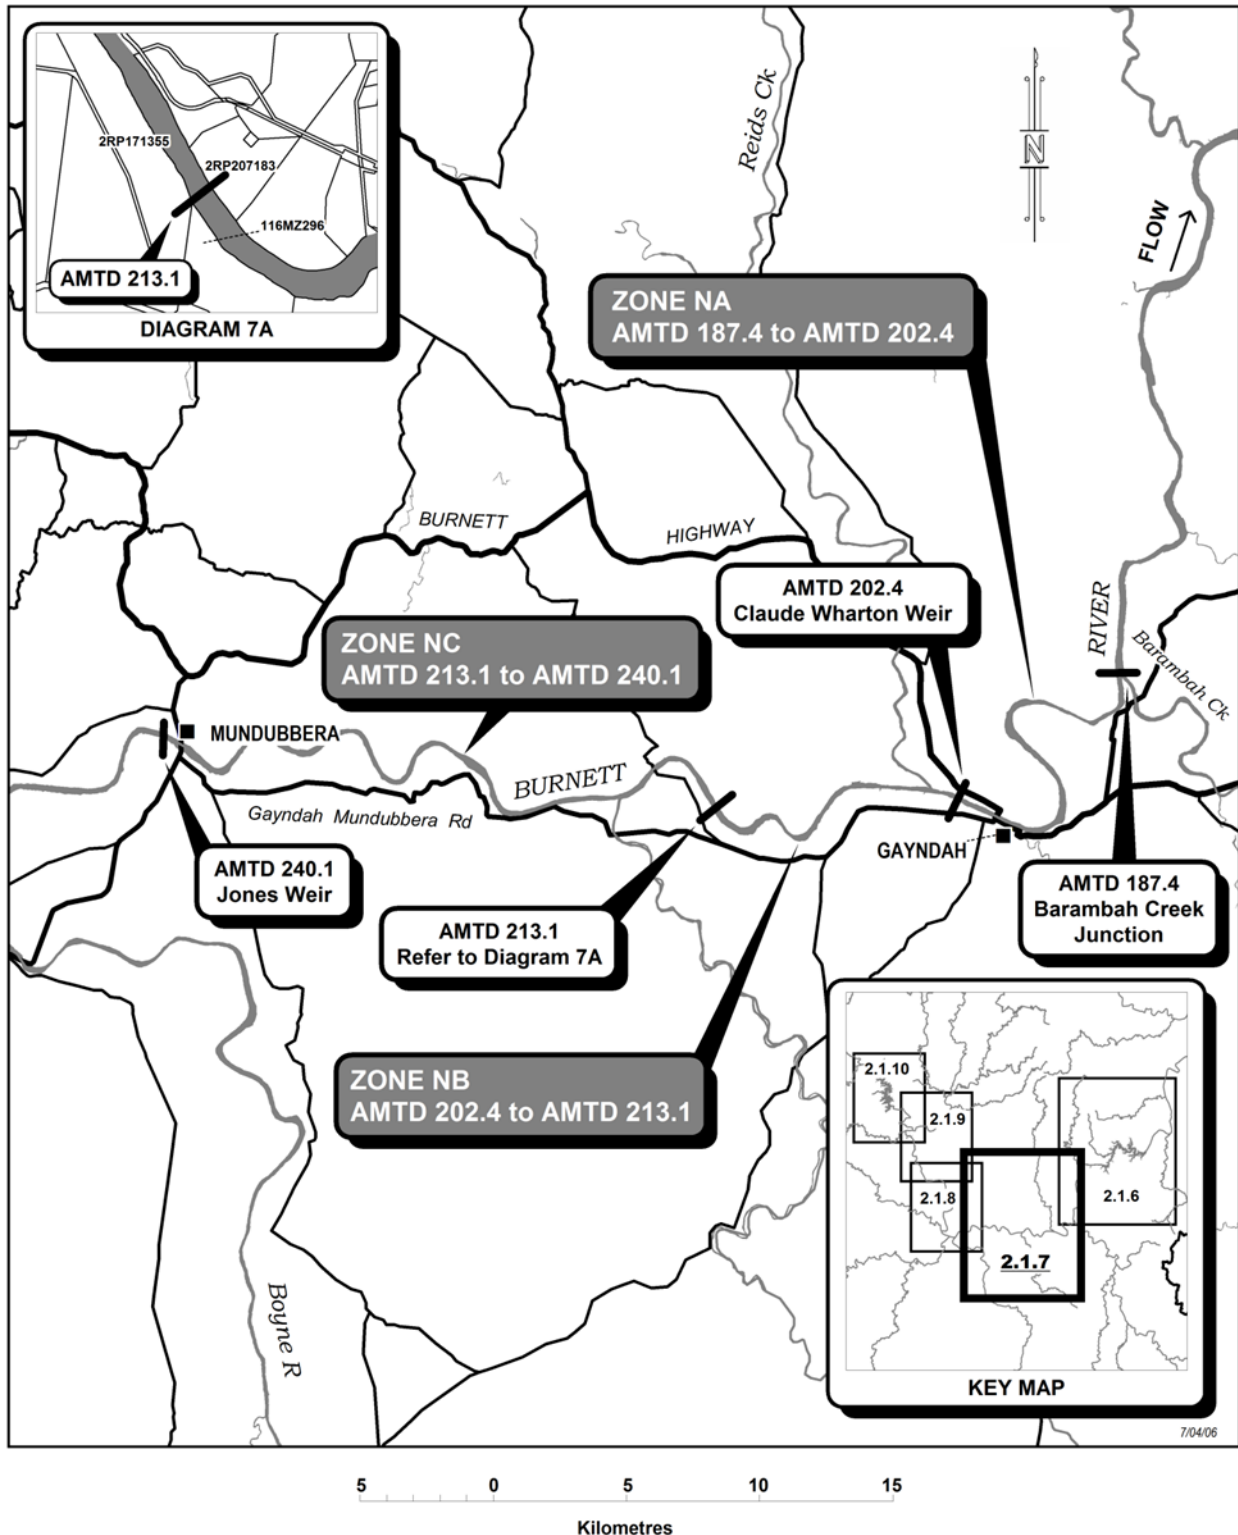 2RP171355
2RP207183
116MZ296
AMTD 213.1
DIAGRAM 7A
Reids Ck
N
FLOW
ZONE NA
AMTD 187.4 to AMTD 202.4
BURNETT
HIGHWAY
AMTD 202.4
Claude Wharton Weir
RIVER
Barambah Ck
ZONE NC
AMTD 213.1 to AMTD 240.1
MUNDUBBERA
BURNETT
Gayndah Mundubbera Rd
GAYNDAH
AMTD 240.1
Jones Weir
AMTD 213.1
Refer to Diagram 7A
AMTD 187.4
Barambah Creek
Junction
ZONE NB
AMTD 202.4 to AMTD 213.1
Boyne R
2.1.10
2.1.9
2.1.8
2.1.6
2.1.7
KEY MAP
7/04/06
5 0 5 10 15
Kilometres